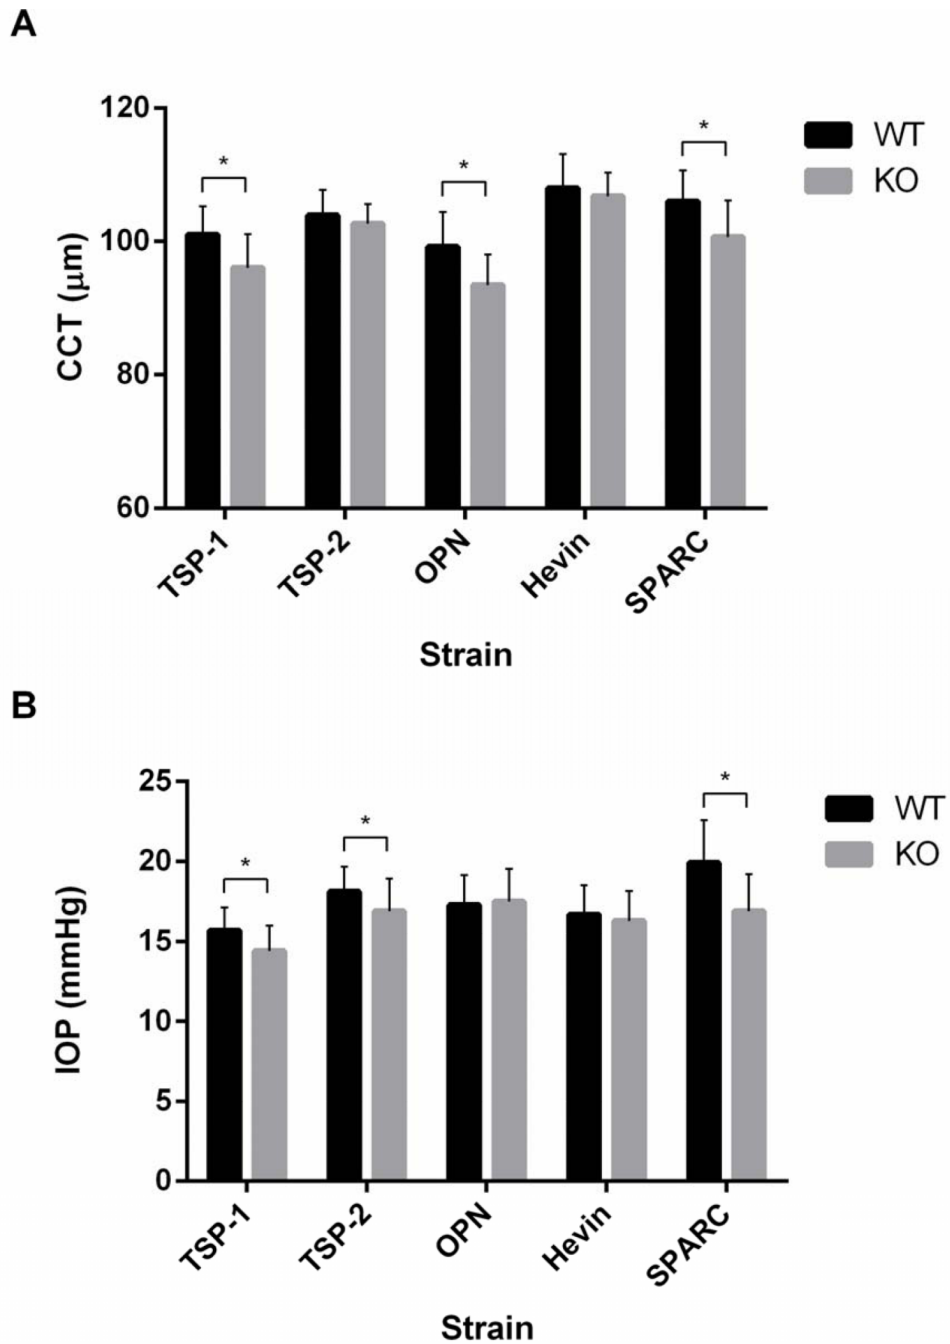 A
120
100
80
60
CCT (μm)
*
*
*
WT
KO
TSP-1
TSP-2
OPN
Hevin
SPARC
Strain
B
25
20
15
10
5
0
IOP (mmHg)
*
*
*
WT
KO
TSP-1
TSP-2
OPN
Hevin
SPARC
Strain